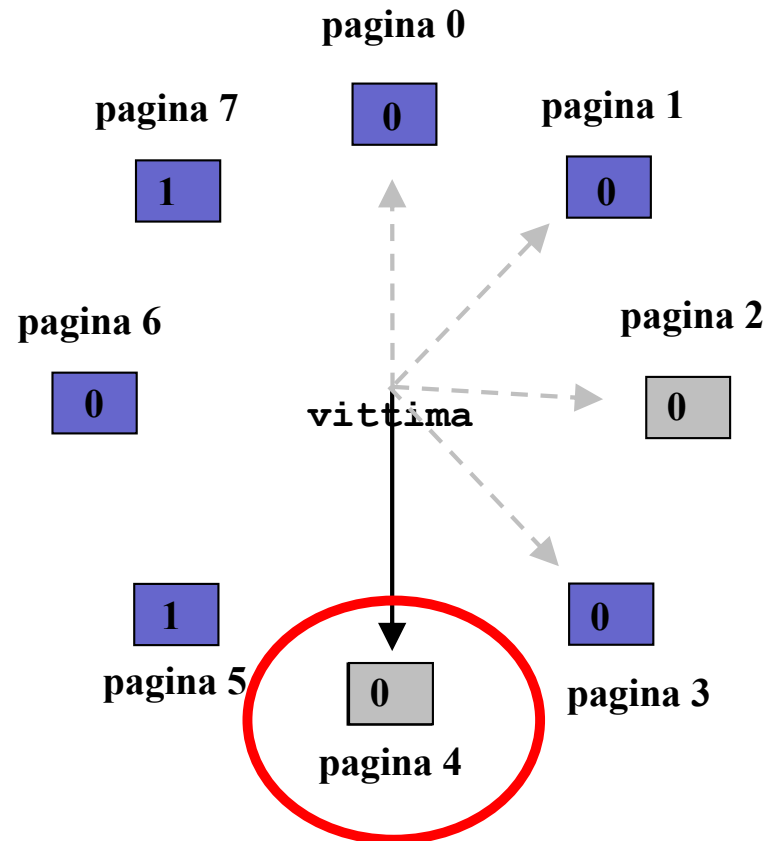 pagina 0
0
pagina 7
1
pagina 1
0
pagina 6
0
vittima
pagina 2
0
1
pagina 5
0
pagina 4
0
pagina 3